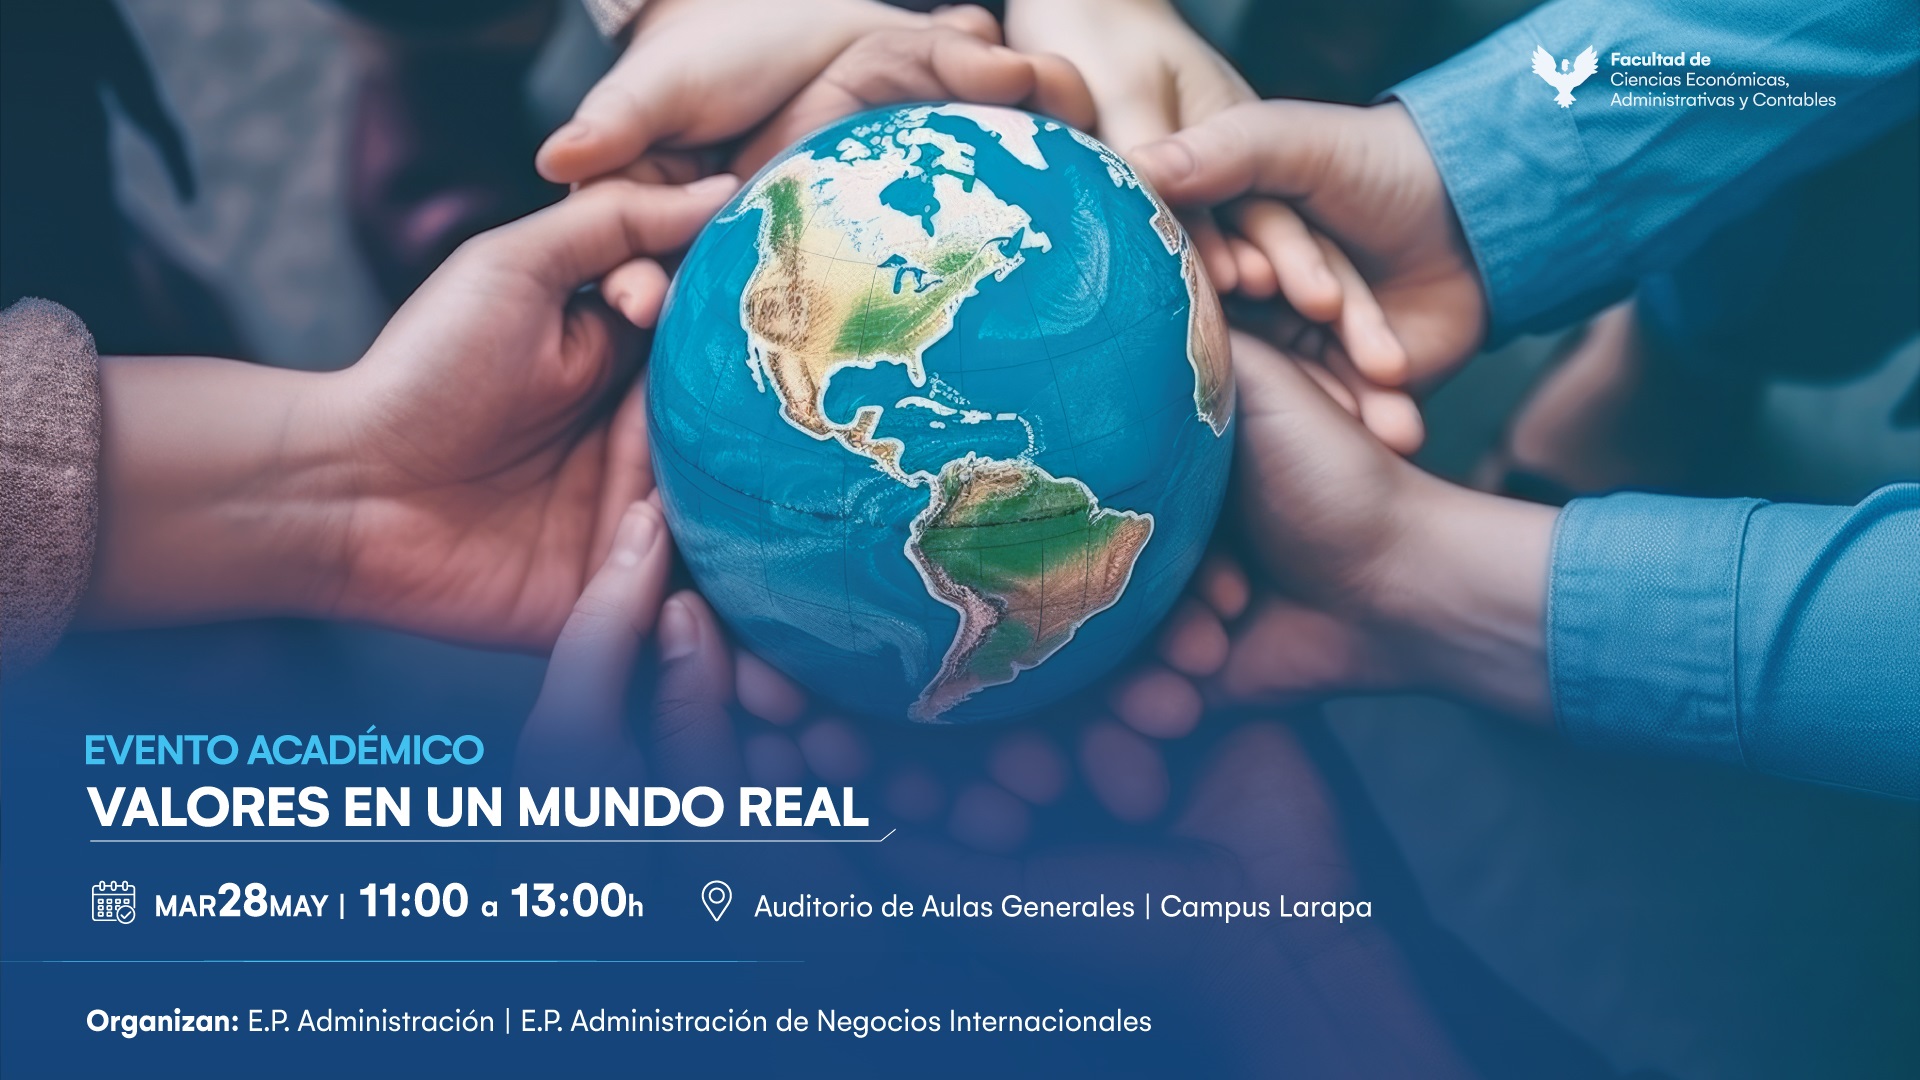 Facultad de
Ciencias Económicas,
Administrativas y Contables
EVENTO ACADÉMICO
VALORES EN UN MUNDO REAL
MAR28MAY | 11:00 a 13:00h
Auditorio de Aulas Generales | Campus Larapa
Organizan: E.P. Administración | E.P. Administración de Negocios Internacionales